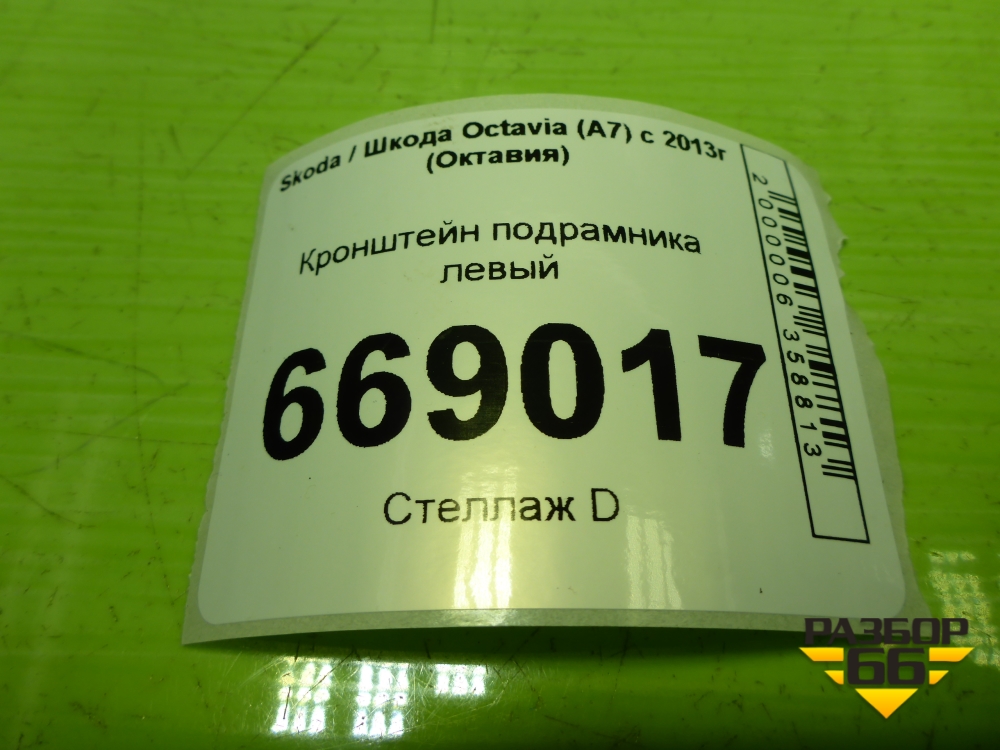 Skoda / Шкода Octavia (A7) с 2013г
(Октавия)
Кронштейн подрамника
левый
669017
Стеллаж D
2000006358813
РАЗБОР
66